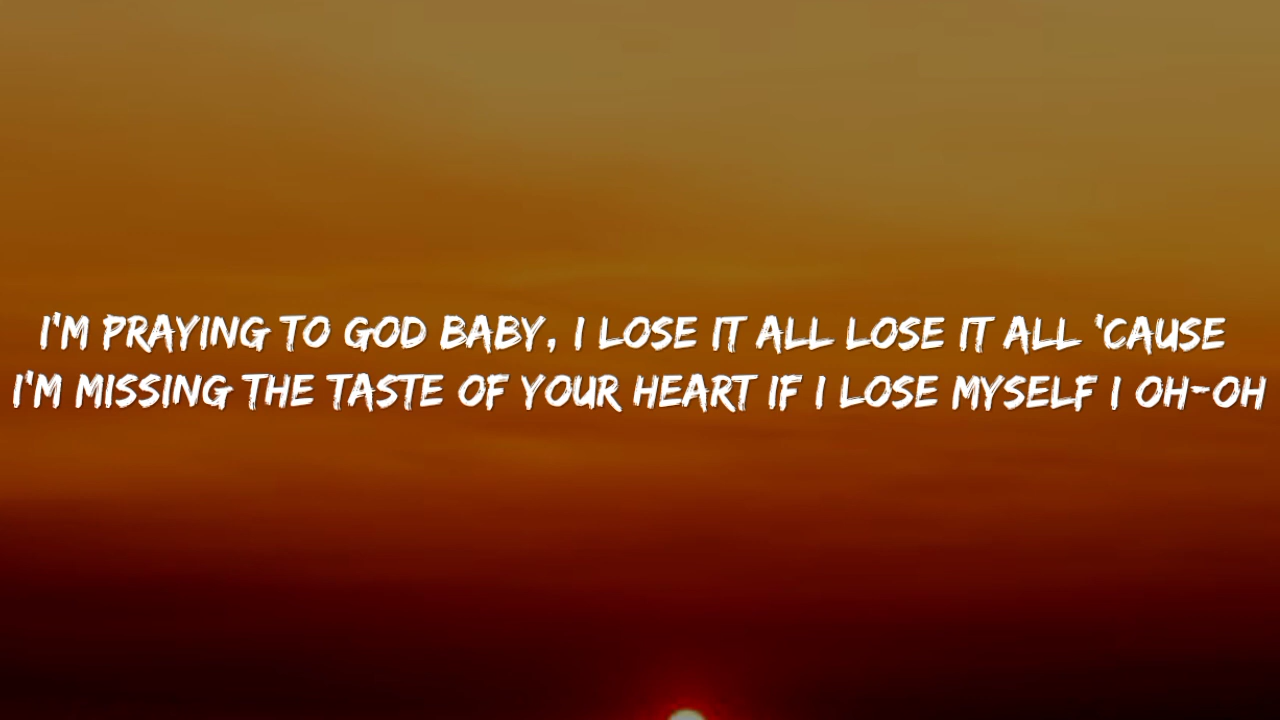 I'M PRAYING TO GOD BABY, I LOSE IT ALL LOSE IT ALL 'CAUSE
I'M MISSING THE TASTE OF YOUR HEART IF I LOSE MYSELF I OH-OH